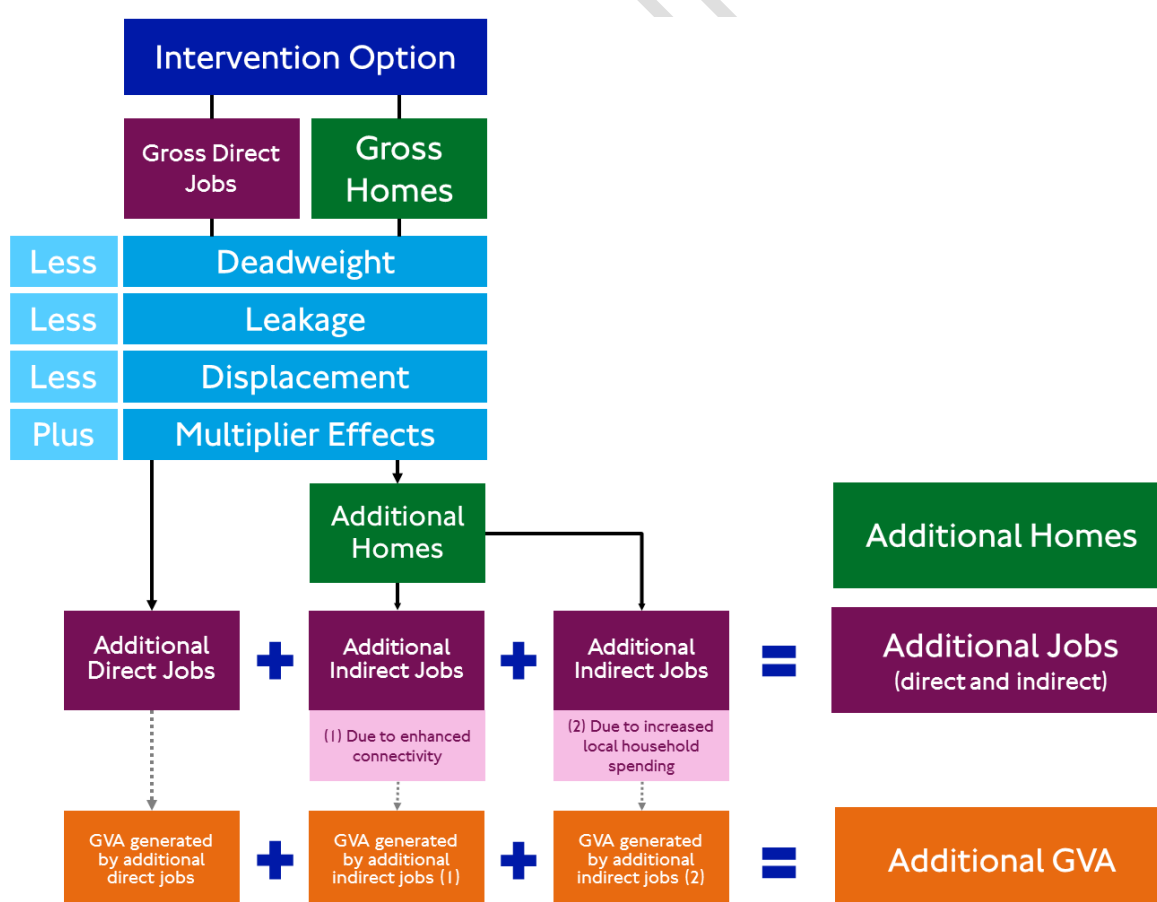 Intervention Option
Gross Direct
Jobs
Gross
Homes
Less
Deadweight
Less
Leakage
Less
Displacement
Plus
Multiplier Effects
Additional
Homes
Additional Homes
Additional
Direct Jobs
+
Additional
Indirect Jobs
+
Additional
Indirect Jobs
=
Additional Jobs
(direct and indirect)
(1) Due to enhanced
connectivity
(2) Due to increased
local household
spending
GVA generated
by additional
direct jobs
+
GVA generated
by additional
indirect jobs (1)
+
GVA generated
by additional
indirect jobs (2)
=
Additional GVA